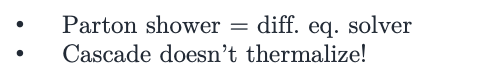 • Parton shower = diff. eq. solver
• Cascade doesn’t thermalize!